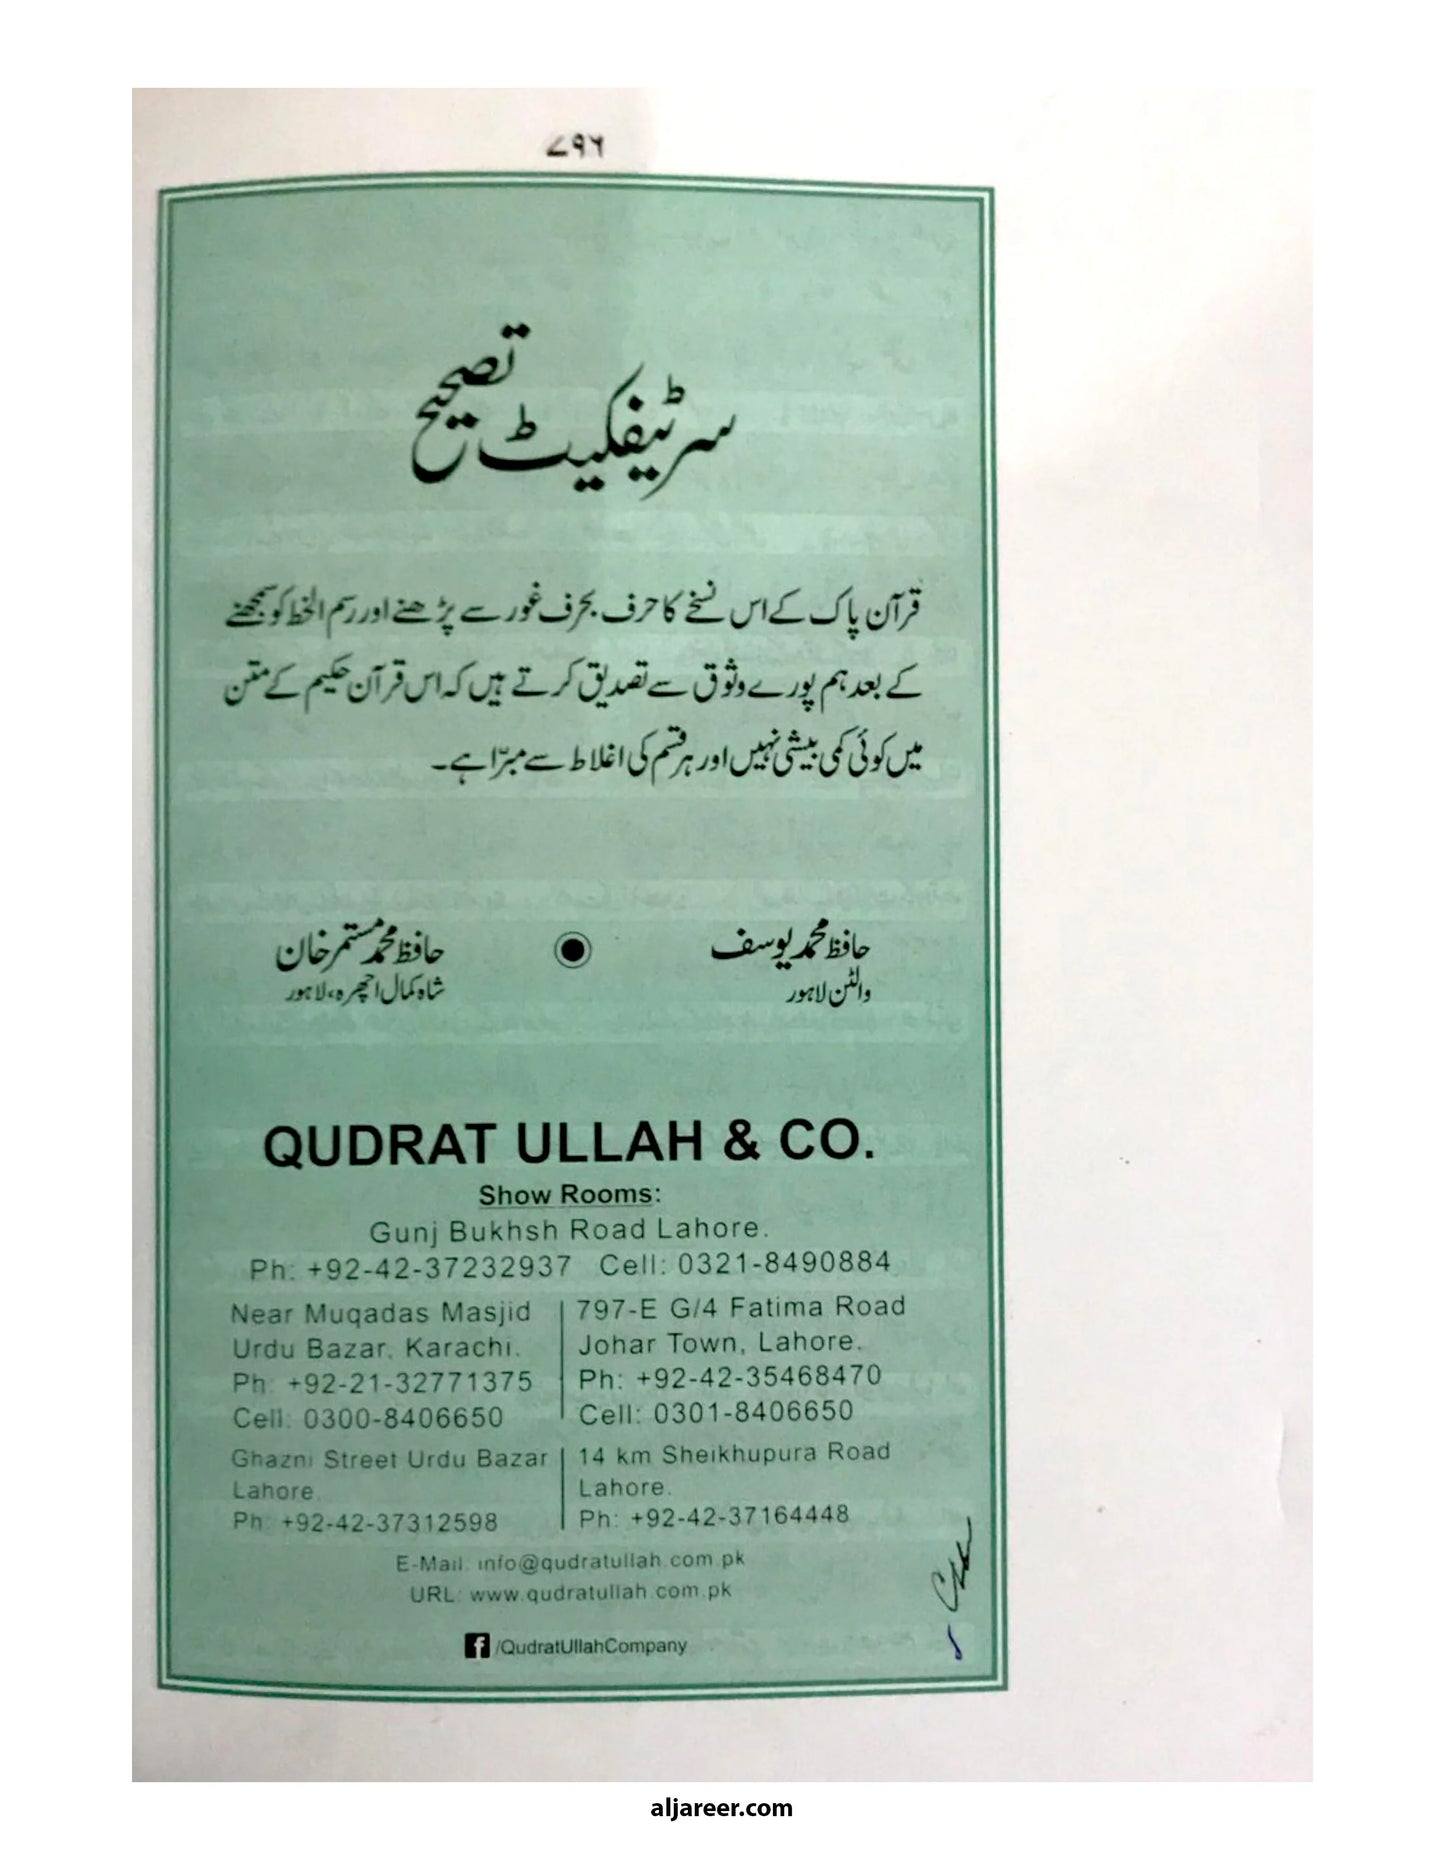 ۷۹۶
سرٹیفکیٹ تصحیح
قرآن پاک کے اس نسخے کا حرف بحرف غور سے پڑھنے اور رسم الخط کو سمجھنے
کے بعد ہم پورے وثوق سے تصدیق کرتے ہیں کہ اس قرآن حکیم کے متن
میں کوئی کمی بیشی نہیں اور ہر قسم کی اغلاط سے مبرّا ہے۔
حافظ محمد یوسف
والٹن لاہور
حافظ محمد مستمر خان
شاہ کمال اچھرہ، لاہور
QUDRAT ULLAH & CO.
Show Rooms:
Gunj Bukhsh Road Lahore.
Ph: +92-42-37232937 Cell: 0321-8490884
Near Muqadas Masjid
Urdu Bazar, Karachi.
Ph: +92-21-32771375
Cell: 0300-8406650
797-E G/4 Fatima Road
Johar Town, Lahore.
Ph: +92-42-35468470
Cell: 0301-8406650
Ghazni Street Urdu Bazar
Lahore.
Ph: +92-42-37312598
14 km Sheikhupura Road
Lahore.
Ph: +92-42-37164448
E-Mail: info@qudratullah.com.pk
URL: www.qudratullah.com.pk
/QudratUllahCompany
aljareer.com